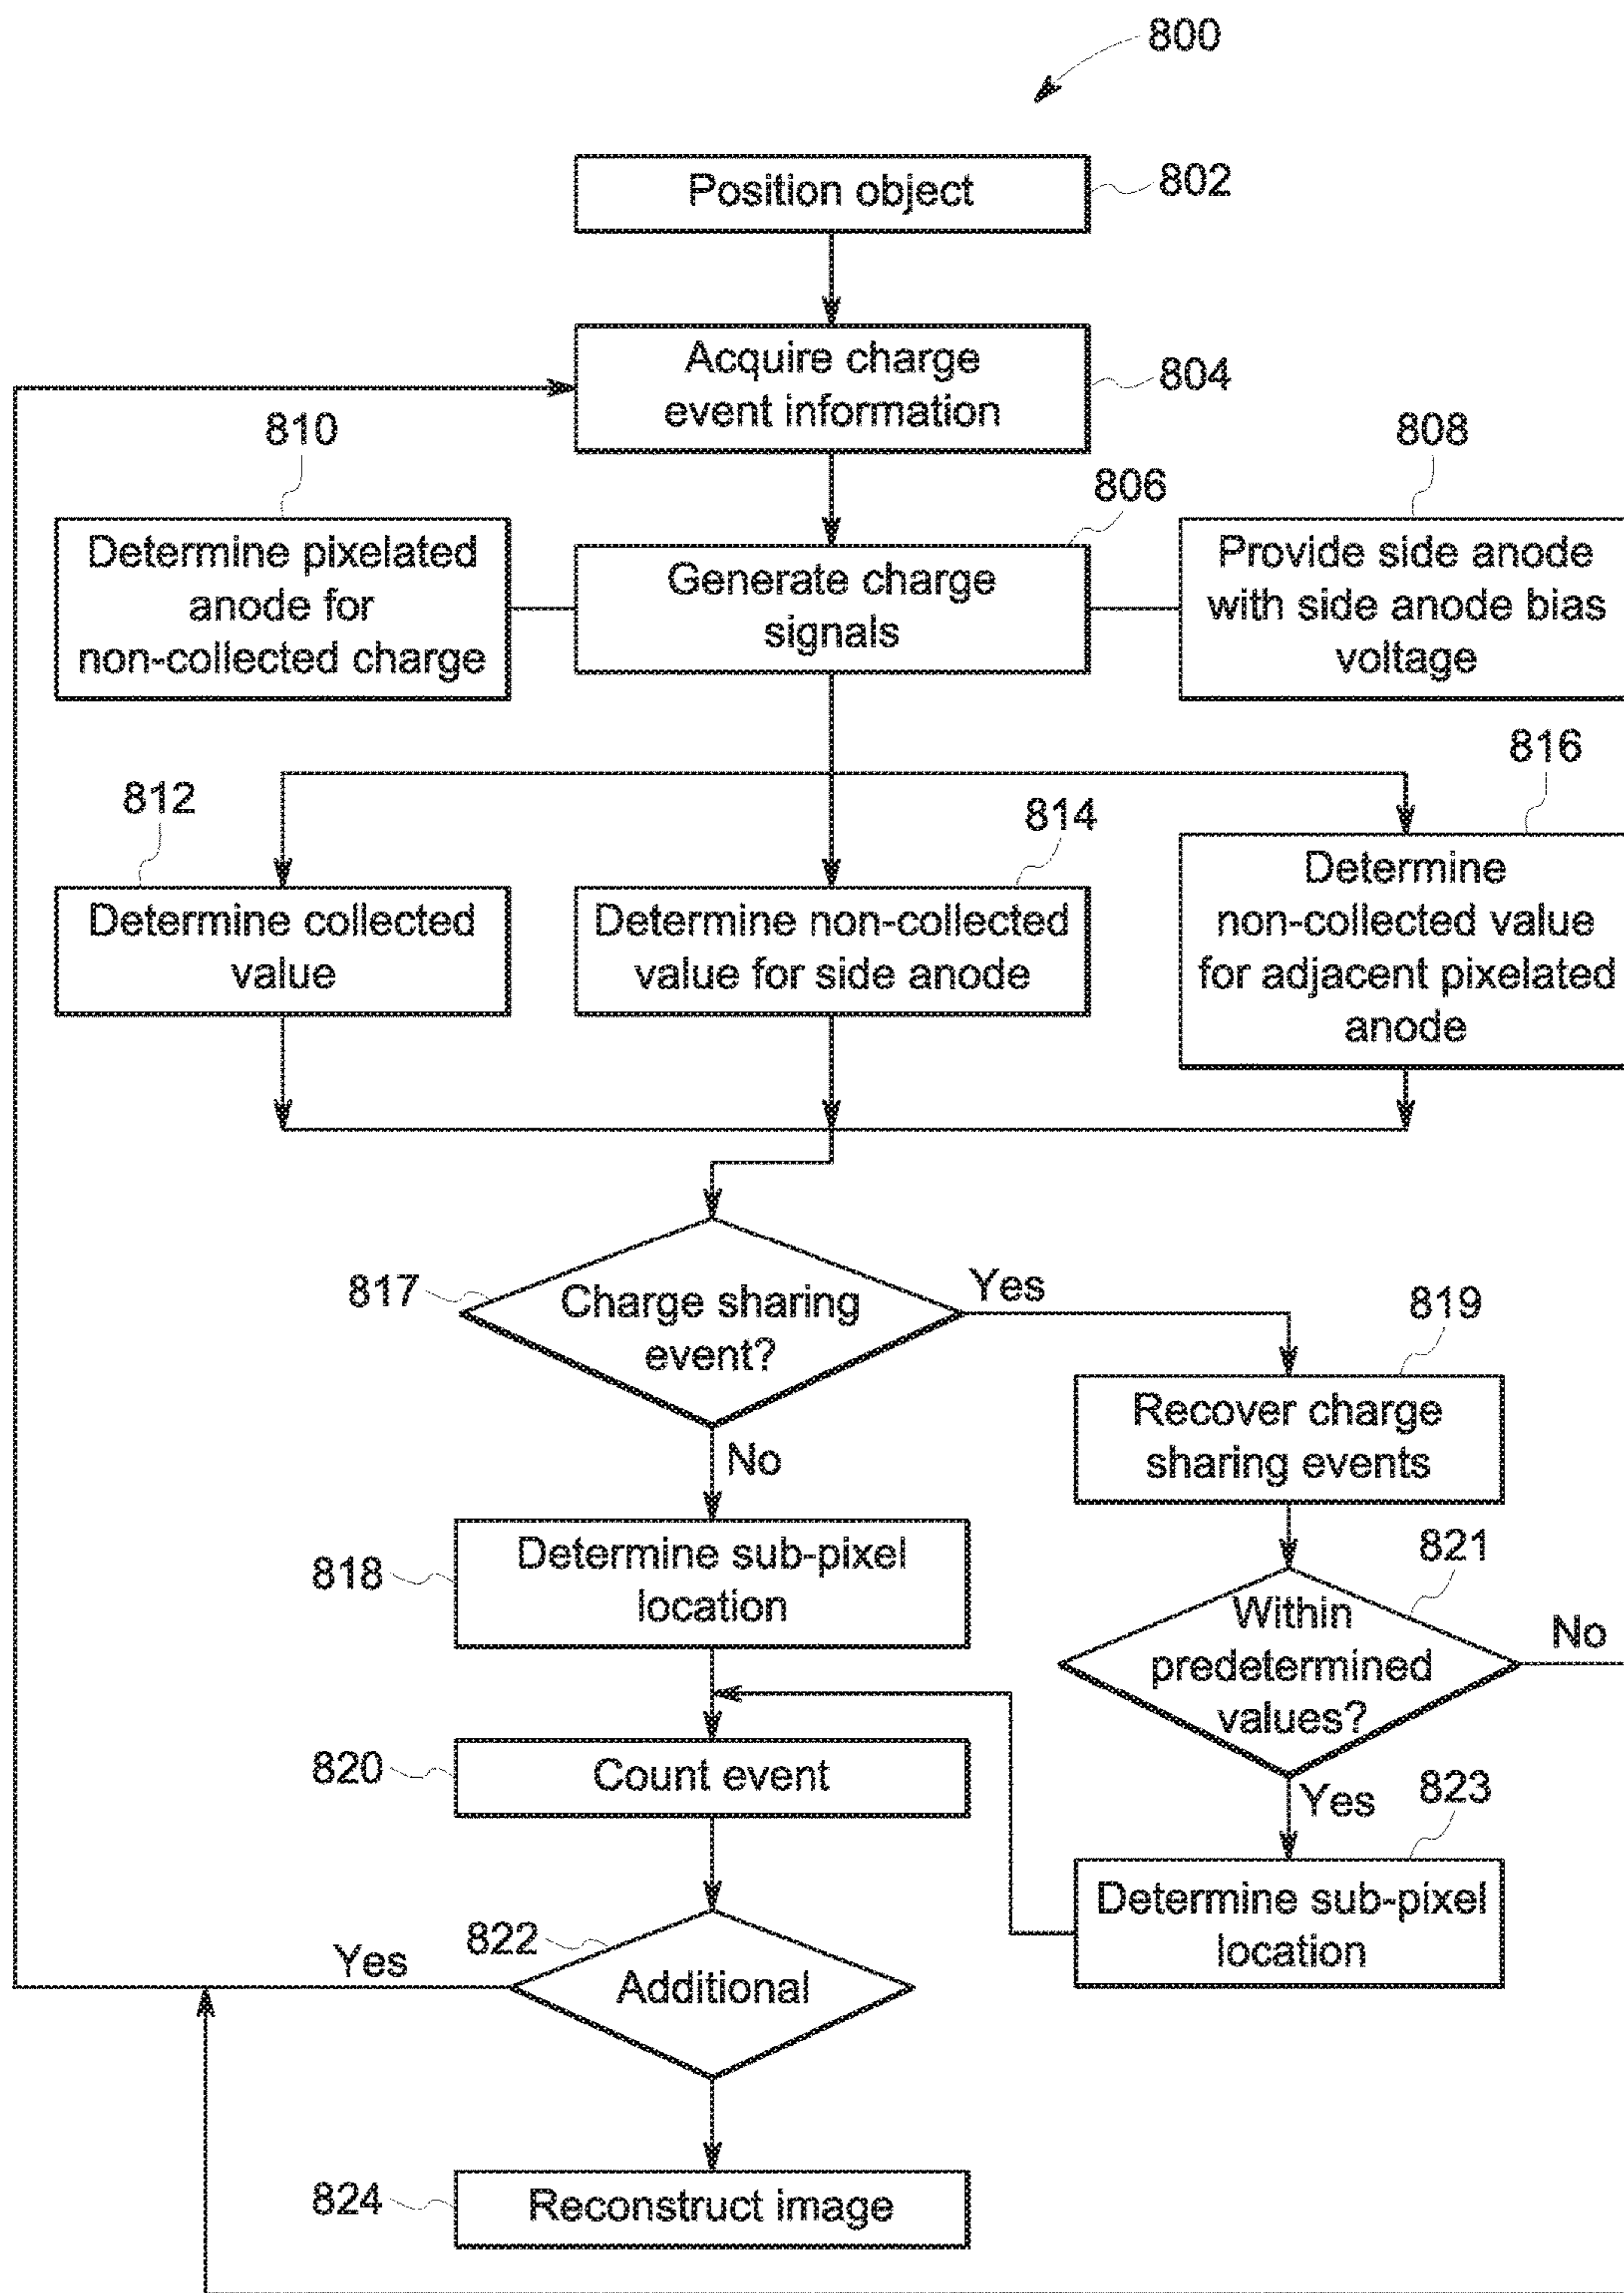 800
Position object
802
Acquire charge
event information
804
810
808
806
Determine pixelated
anode for
non-collected charge
Generate charge
signals
Provide side anode
with side anode bias
voltage
812
814
816
Determine collected
value
Determine non-collected
value for side anode
Determine
non-collected value
for adjacent pixelated
anode
817
Charge sharing
event?
Yes
819
No
Recover charge
sharing events
818
Determine sub-pixel
location
821
Within
predetermined
values?
No
820
Count event
Yes
823
Determine sub-pixel
location
822
Yes
Additional
824
Reconstruct image